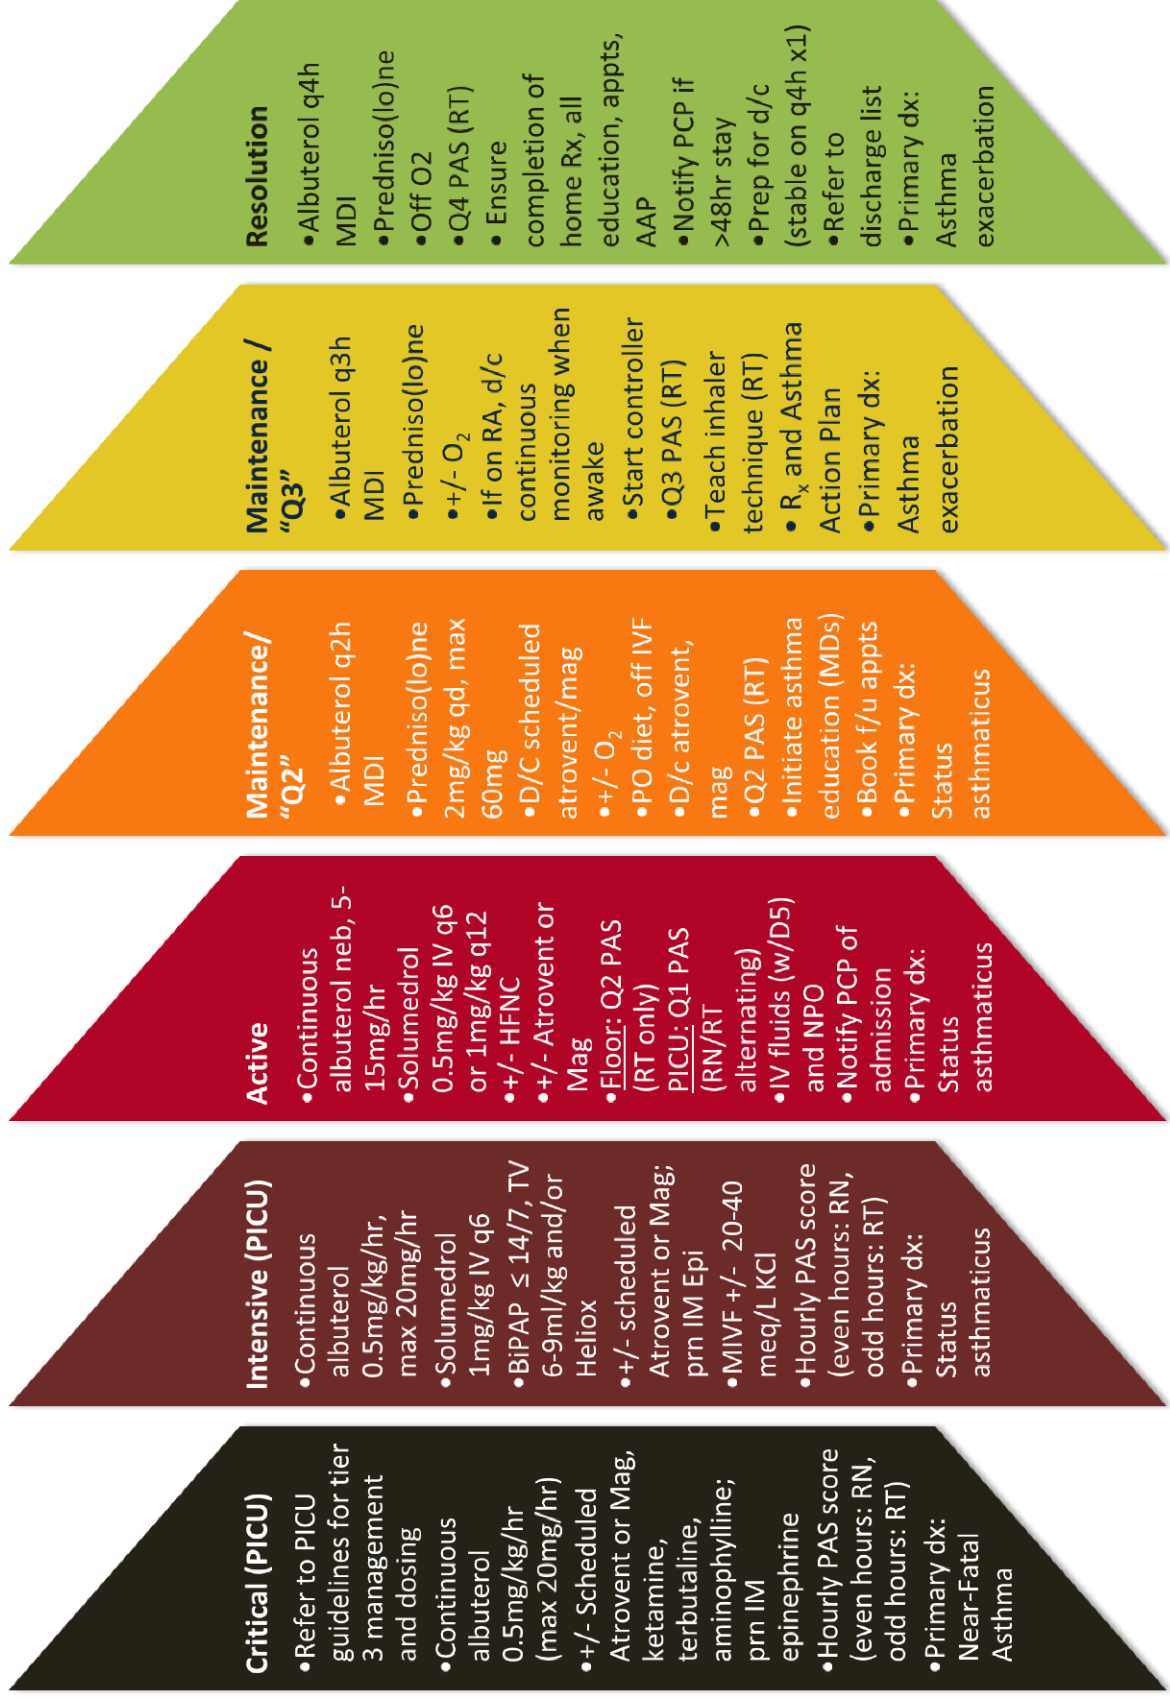 Critical (PICU)
•Refer to PICU
guidelines for tier
3 management
and dosing
•Continuous
albuterol
0.5mg/kg/hr
(max 20mg/hr)
•+/- Scheduled
Atrovent or Mag,
ketamine,
terbutaline,
aminophylline;
prn IM
epinephrine
•Hourly PAS score
(even hours: RN,
odd hours: RT)
•Primary dx:
Near-Fatal
Asthma
Intensive (PICU)
•Continuous
albuterol
0.5mg/kg/hr,
max 20mg/hr
•Solumedrol
1mg/kg IV q6
•BiPAP ≤ 14/7, TV
6-9ml/kg and/or
Heliox
•+/- scheduled
Atrovent or Mag;
prn IM Epi
•MIVF +/- 20-40
meq/L KCl
•Hourly PAS score
(even hours: RN,
odd hours: RT)
•Primary dx:
Status
asthmaticus
Active
•Continuous
albuterol neb, 5-
15mg/hr
•Solumedrol
0.5mg/kg IV q6
or 1mg/kg q12
•+/- HFNC
•+/- Atrovent or
Mag
•Floor: Q2 PAS
(RT only)
PICU: Q1 PAS
(RN/RT
alternating)
•IV fluids (w/D5)
and NPO
•Notify PCP of
admission
•Primary dx:
Status
asthmaticus
Maintenance/
“Q2”
•Albuterol q2h
MDI
•Predniso(lo)ne
2mg/kg qd, max
60mg
•D/C scheduled
atrovent/mag
•+/- O₂
•PO diet, off IVF
•D/c atrovent,
mag
•Q2 PAS (RT)
•Initiate asthma
education (MDs)
•Book f/u appts
•Primary dx:
Status
asthmaticus
Maintenance /
“Q3”
•Albuterol q3h
MDI
•Predniso(lo)ne
•+/- O₂
•If on RA, d/c
continuous
monitoring when
awake
•Start controller
•Q3 PAS (RT)
•Teach inhaler
technique (RT)
• Rₓ and Asthma
Action Plan
•Primary dx:
Asthma
exacerbation
Resolution
•Albuterol q4h
MDI
•Predniso(lo)ne
•Off O2
•Q4 PAS (RT)
• Ensure
completion of
home Rx, all
education, appts,
AAP
•Notify PCP if
>48hr stay
•Prep for d/c
(stable on q4h x1)
•Refer to
discharge list
•Primary dx:
Asthma
exacerbation